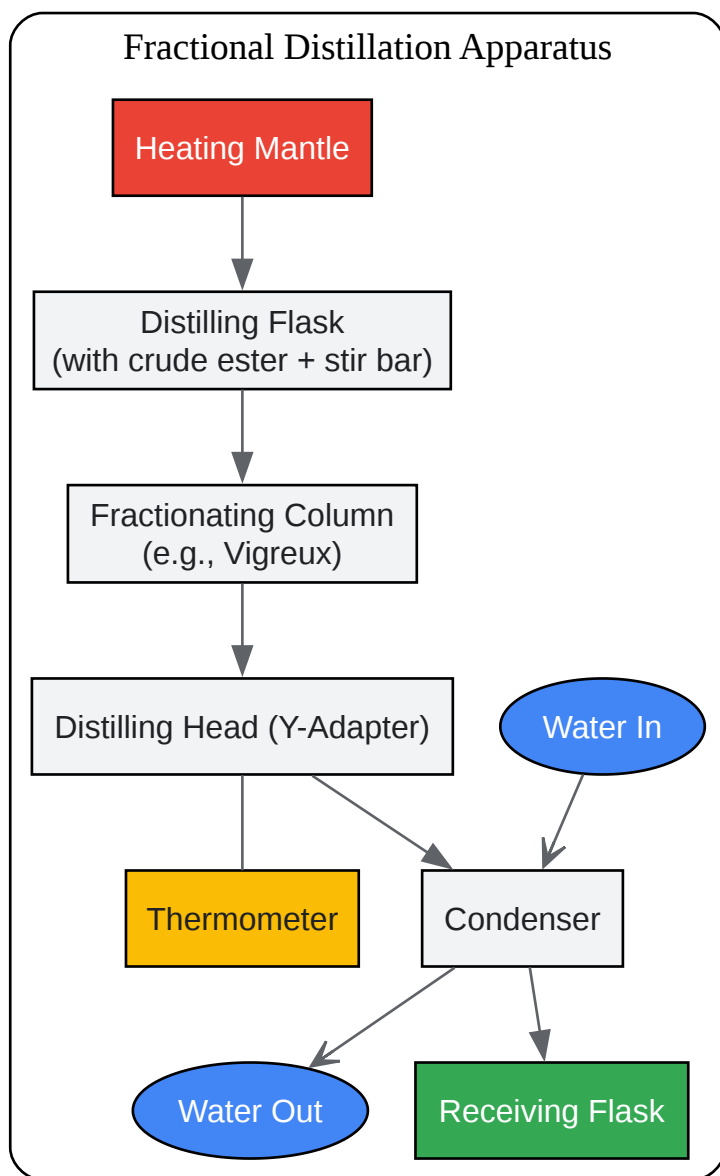 Fractional Distillation Apparatus
Heating Mantle
Distilling Flask
(with crude ester + stir bar)
Fractionating Column
(e.g., Vigreux)
Distilling Head (Y-Adapter)
Water In
Thermometer
Condenser
Water Out
Receiving Flask